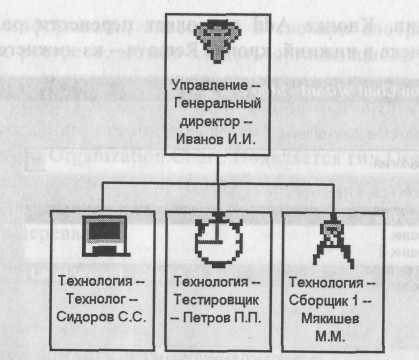 Управление --
Генеральный
директор --
Иванов И.И.
Технология --
Технолог --
Сидоров С.С.
Технология --
Тестировщик
-- Петров П.П.
Технология --
Сборщик 1 --
Мякишев
М.М.